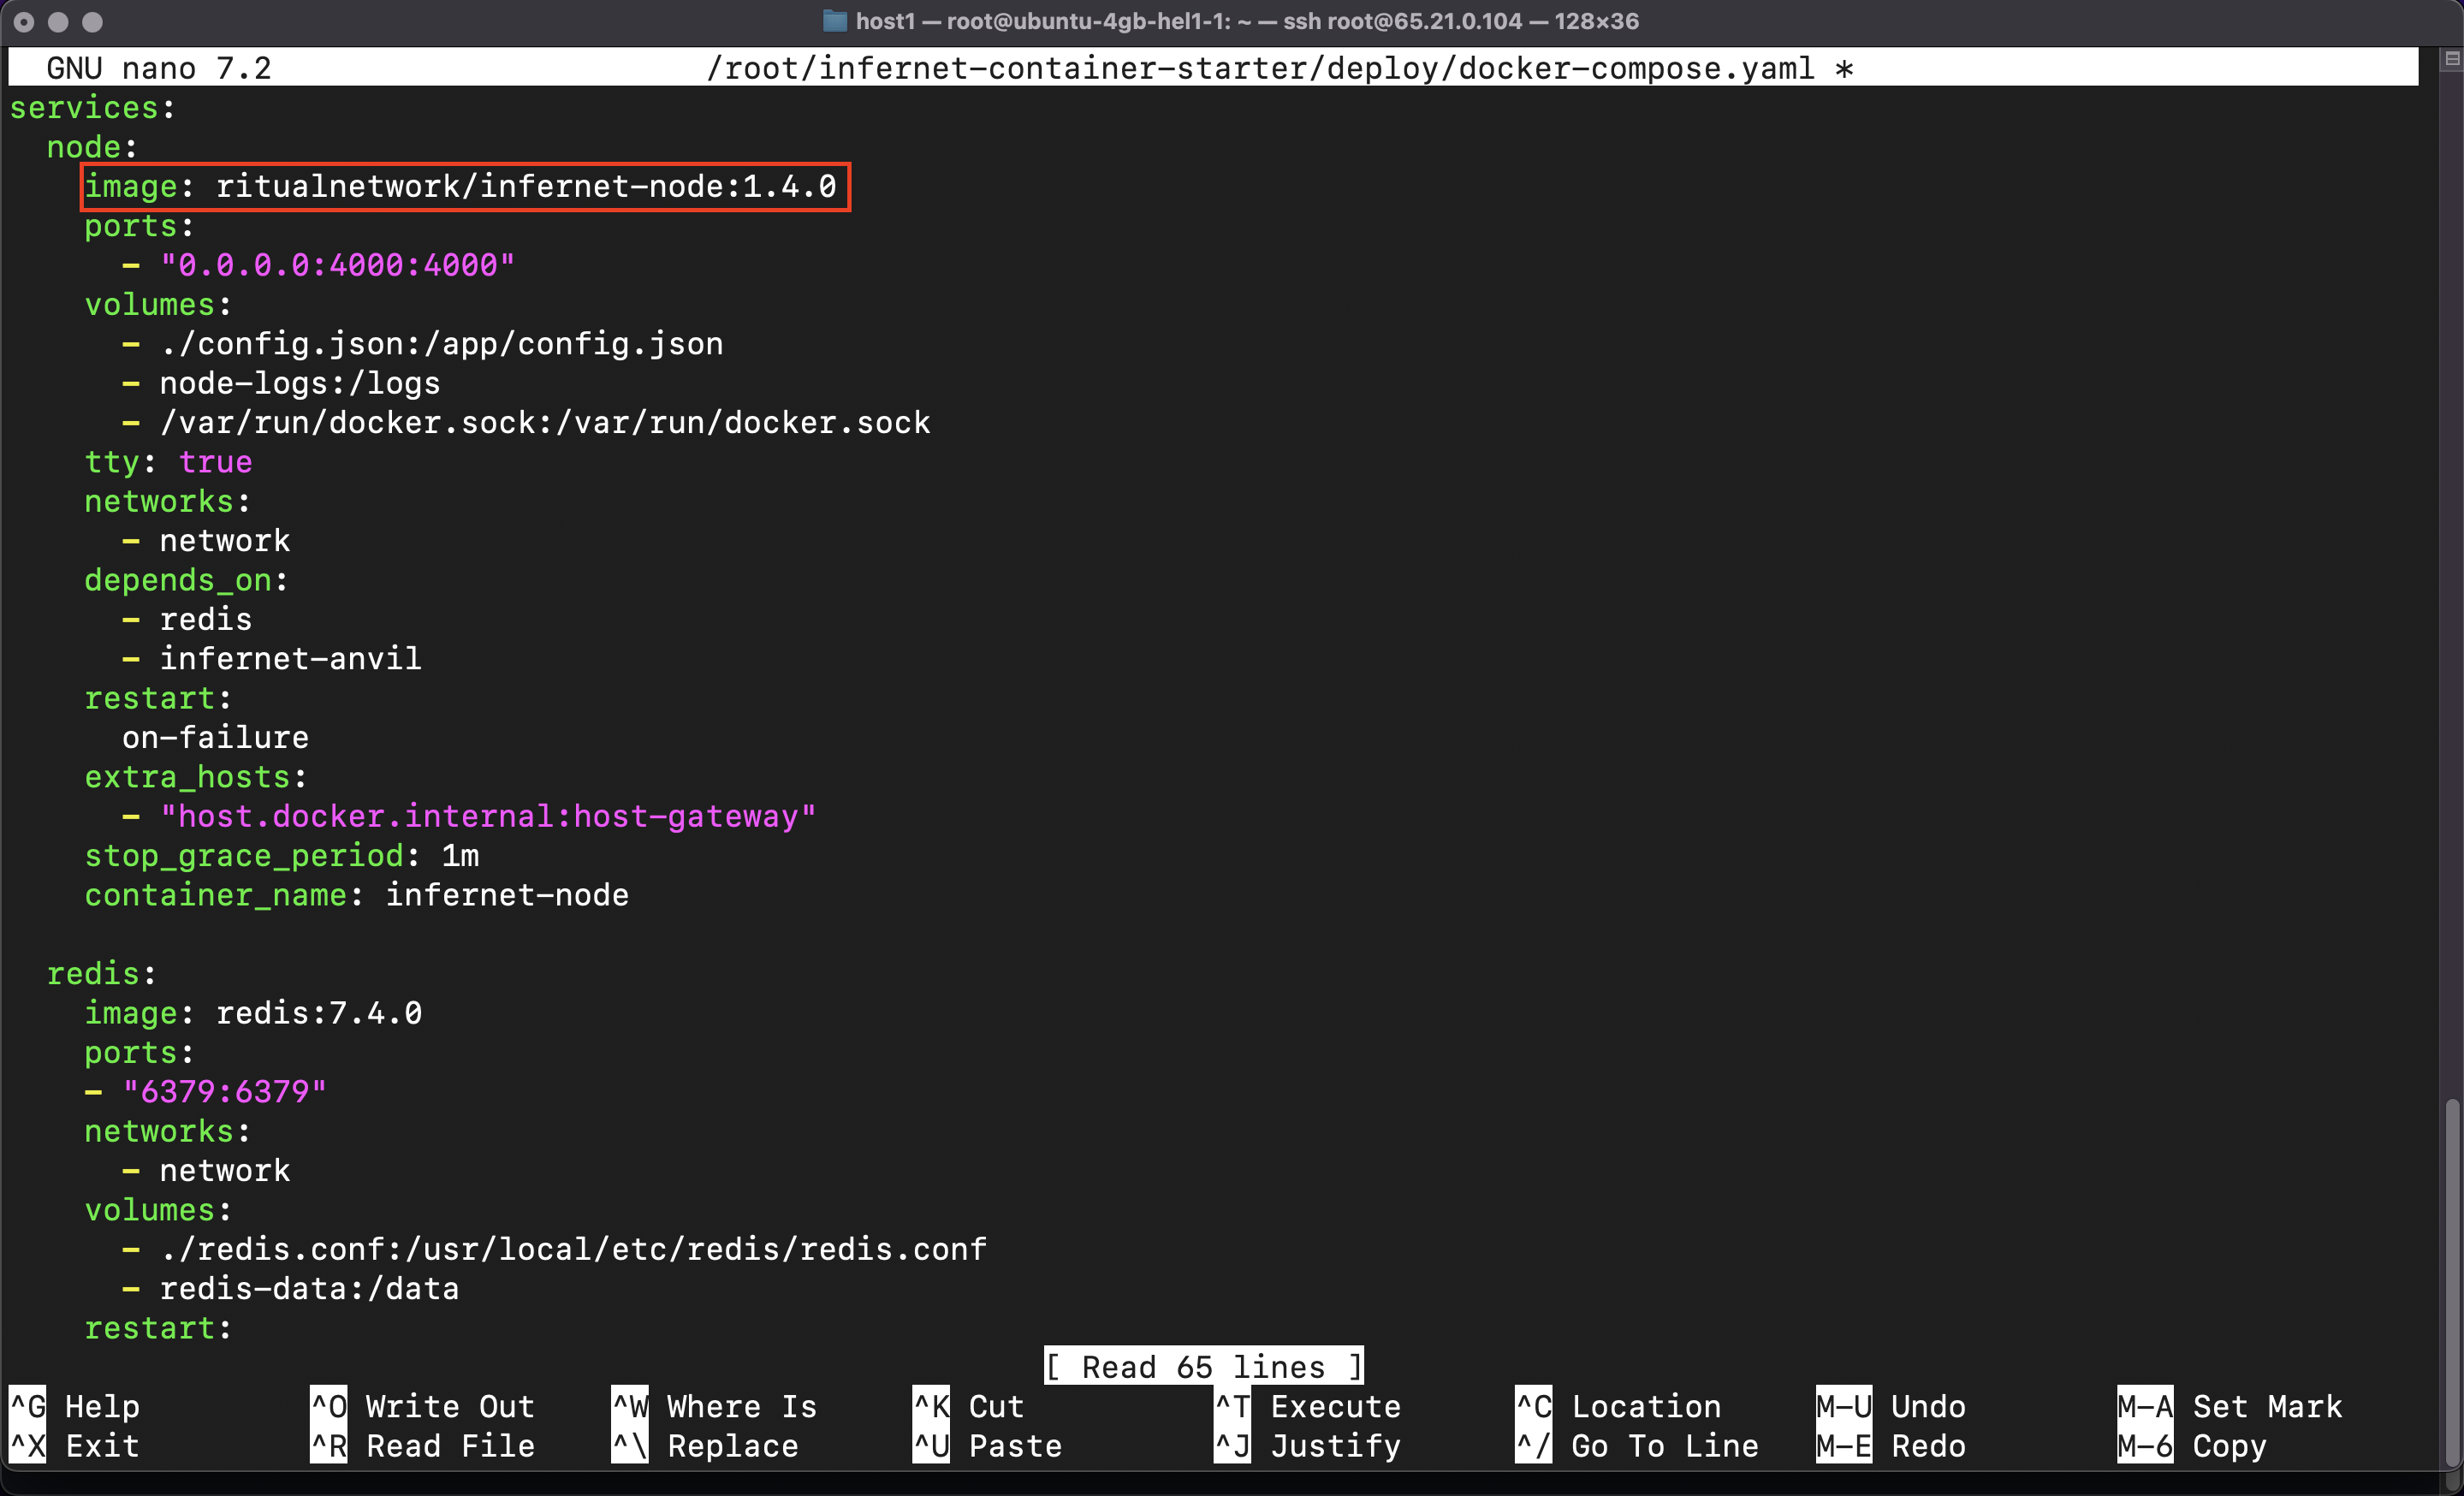 host1 — root@ubuntu-4gb-hel1-1: ~ — ssh root@65.21.0.104 — 128×36
GNU nano 7.2 /root/infernet-container-starter/deploy/docker-compose.yaml *
services:
  node:
    image: ritualnetwork/infernet-node:1.4.0
    ports:
      - "0.0.0.0:4000:4000"
    volumes:
      - ./config.json:/app/config.json
      - node-logs:/logs
      - /var/run/docker.sock:/var/run/docker.sock
    tty: true
    networks:
      - network
    depends_on:
      - redis
      - infernet-anvil
    restart:
      on-failure
    extra_hosts:
      - "host.docker.internal:host-gateway"
    stop_grace_period: 1m
    container_name: infernet-node

  redis:
    image: redis:7.4.0
    ports:
    - "6379:6379"
    networks:
      - network
    volumes:
      - ./redis.conf:/usr/local/etc/redis/redis.conf
      - redis-data:/data
    restart:
[ Read 65 lines ]
^G Help ^O Write Out ^W Where Is ^K Cut ^T Execute ^C Location M-U Undo M-A Set Mark
^X Exit ^R Read File ^\ Replace ^U Paste ^J Justify ^/ Go To Line M-E Redo M-6 Copy